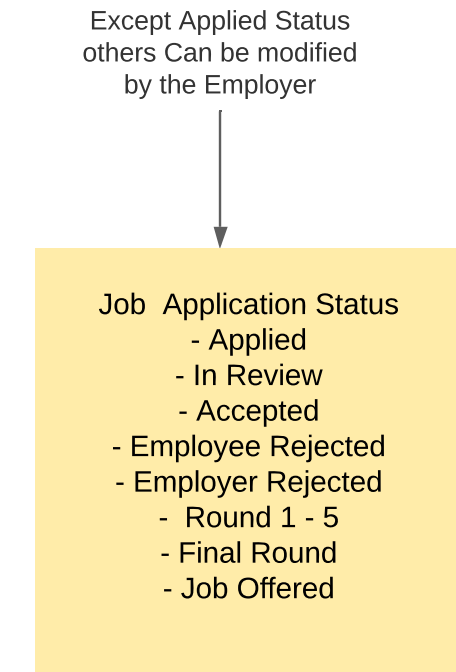 Except Applied Status
others Can be modified
by the Employer
Job  Application Status
- Applied
- In Review
- Accepted
- Employee Rejected
- Employer Rejected
-  Round 1 - 5
- Final Round
- Job Offered